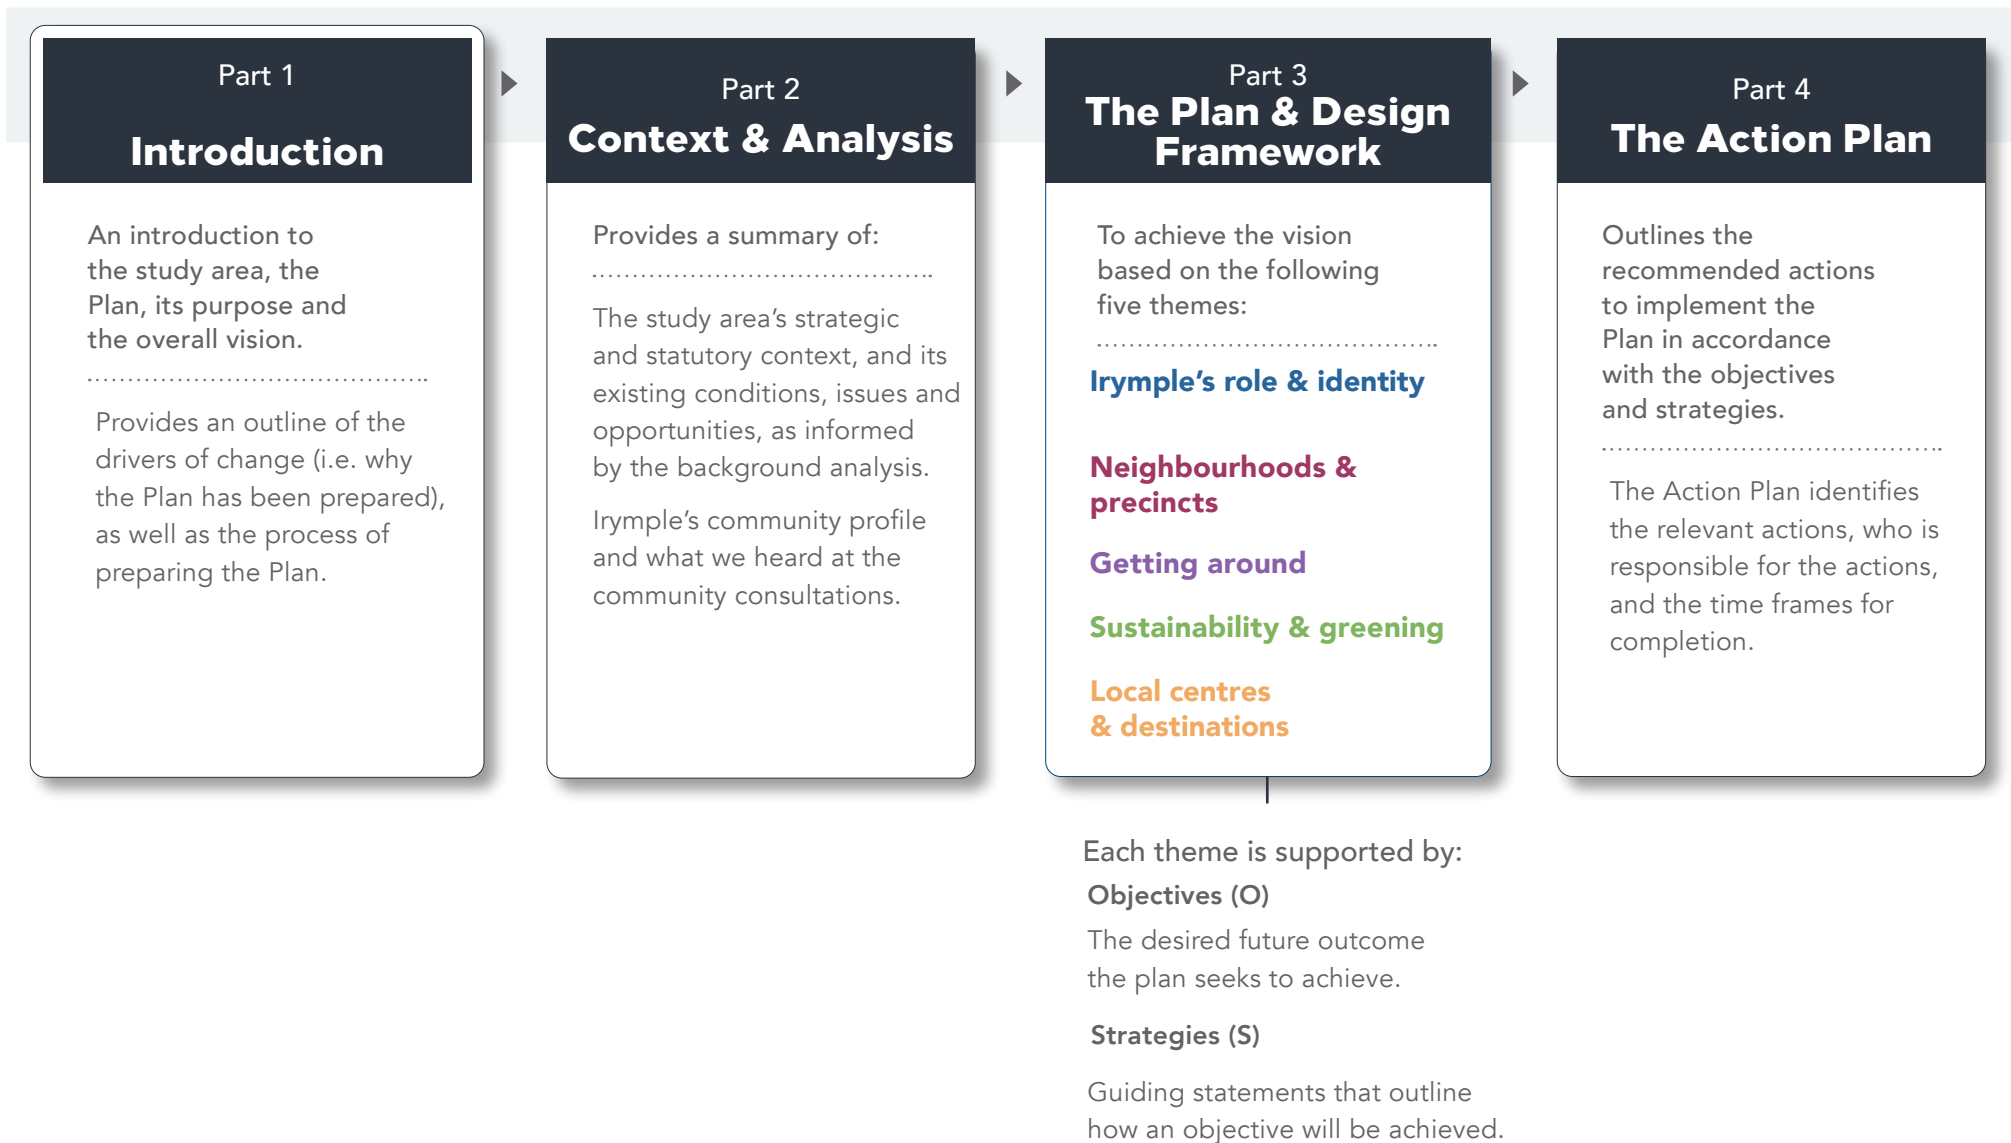 Part 1
Introduction
An introduction to
the study area, the
Plan, its purpose and
the overall vision.
Provides an outline of the
drivers of change (i.e. why
the Plan has been prepared),
as well as the process of
preparing the Plan.
Part 2
Context & Analysis
Provides a summary of:
The study area’s strategic
and statutory context, and its
existing conditions, issues and
opportunities, as informed
by the background analysis.
Irymple’s community profile
and what we heard at the
community consultations.
Part 3
The Plan & Design
Framework
To achieve the vision
based on the following
five themes:
Irymple’s role & identity
Neighbourhoods &
precincts
Getting around
Sustainability & greening
Local centres
& destinations
Each theme is supported by:
Objectives (O)
The desired future outcome
the plan seeks to achieve.
Strategies (S)
Guiding statements that outline
how an objective will be achieved.
Part 4
The Action Plan
Outlines the
recommended actions
to implement the
Plan in accordance
with the objectives
and strategies.
The Action Plan identifies
the relevant actions, who is
responsible for the actions,
and the time frames for
completion.